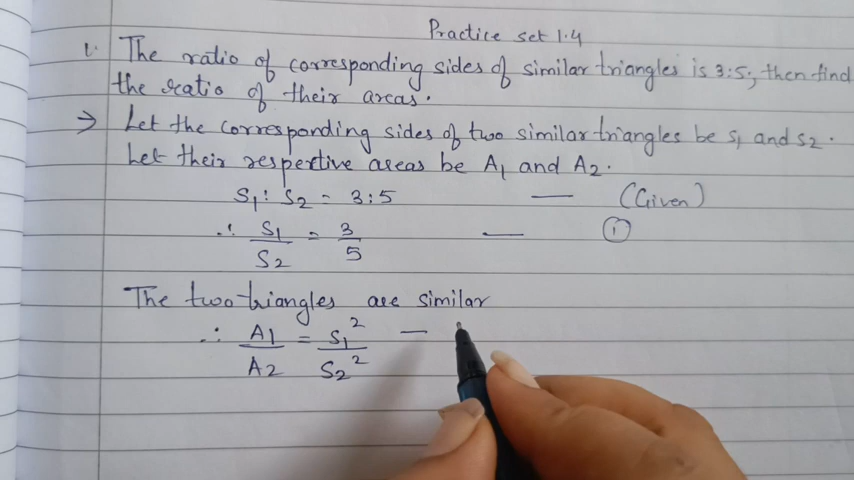 Practice set 1.4
1. The ratio of corresponding sides of similar triangles is 3:5; then find
the ratio of their areas.
→ Let the corresponding sides of two similar triangles be s₁ and s₂.
Let their respective areas be A₁ and A₂.
S₁ : S₂ = 3:5 — (Given)
∴ S₁/S₂ = 3/5 — ①
The two triangles are similar
∴ A1/A2 = S₁²/S₂² —